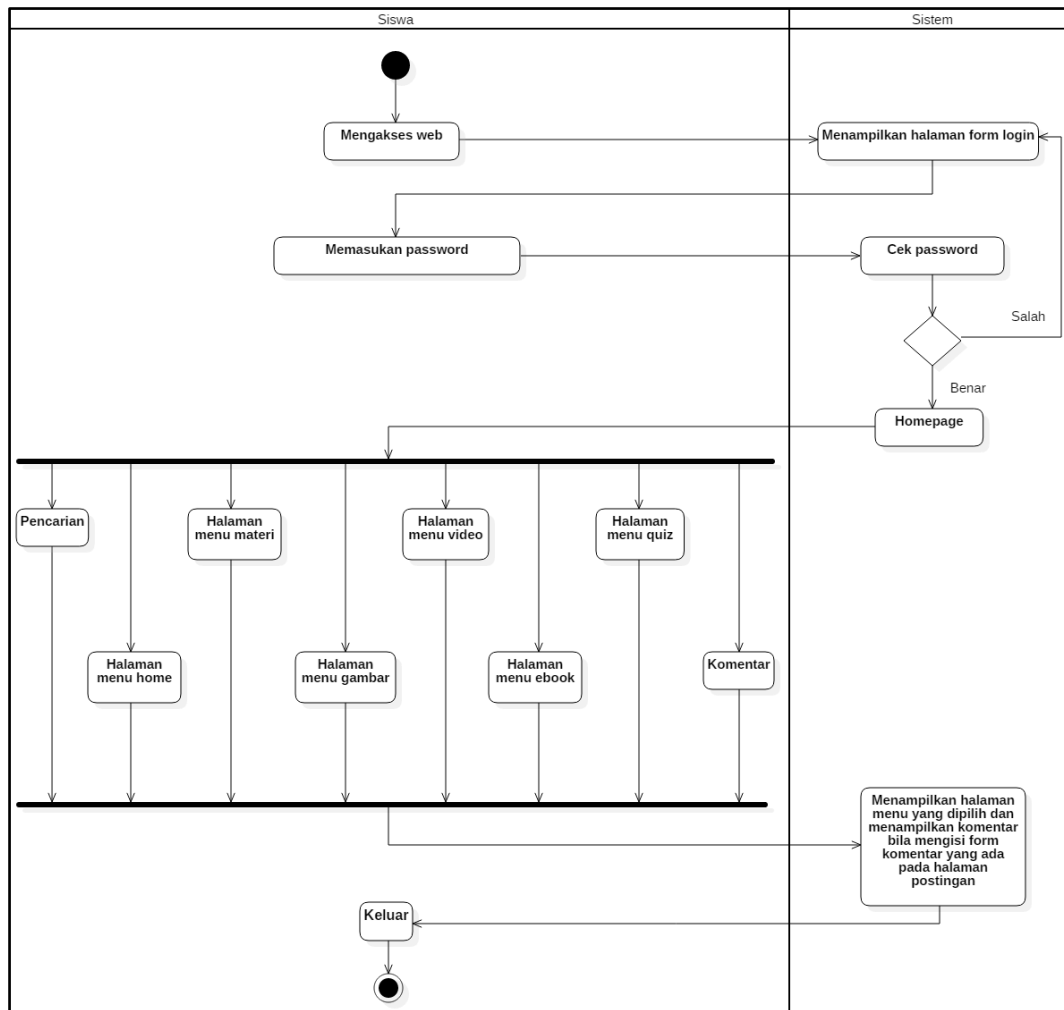 Siswa
Sistem
Mengakses web
Menampilkan halaman form login
Memasukan password
Cek password
Salah
Benar
Homepage
Pencarian
Halaman
menu materi
Halaman
menu video
Halaman
menu quiz
Halaman
menu home
Halaman
menu gambar
Halaman
menu ebook
Komentar
Menampilkan halaman
menu yang dipilih dan
menampilkan komentar
bila mengisi form
komentar yang ada
pada halaman
postingan
Keluar